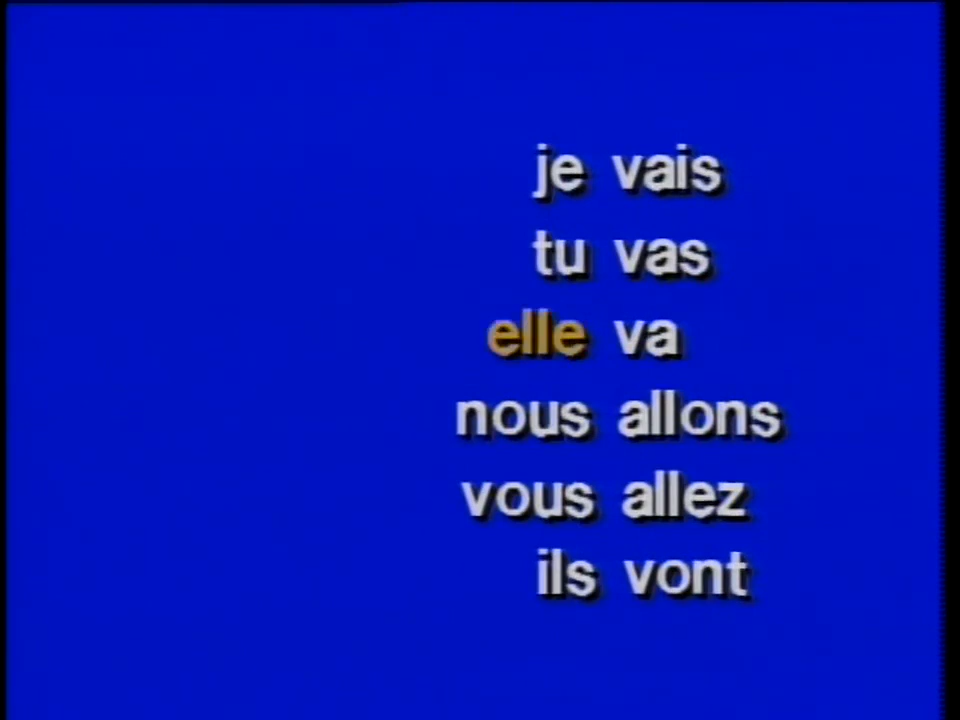 je vais
tu vas
elle va
nous allons
vous allez
ils vont